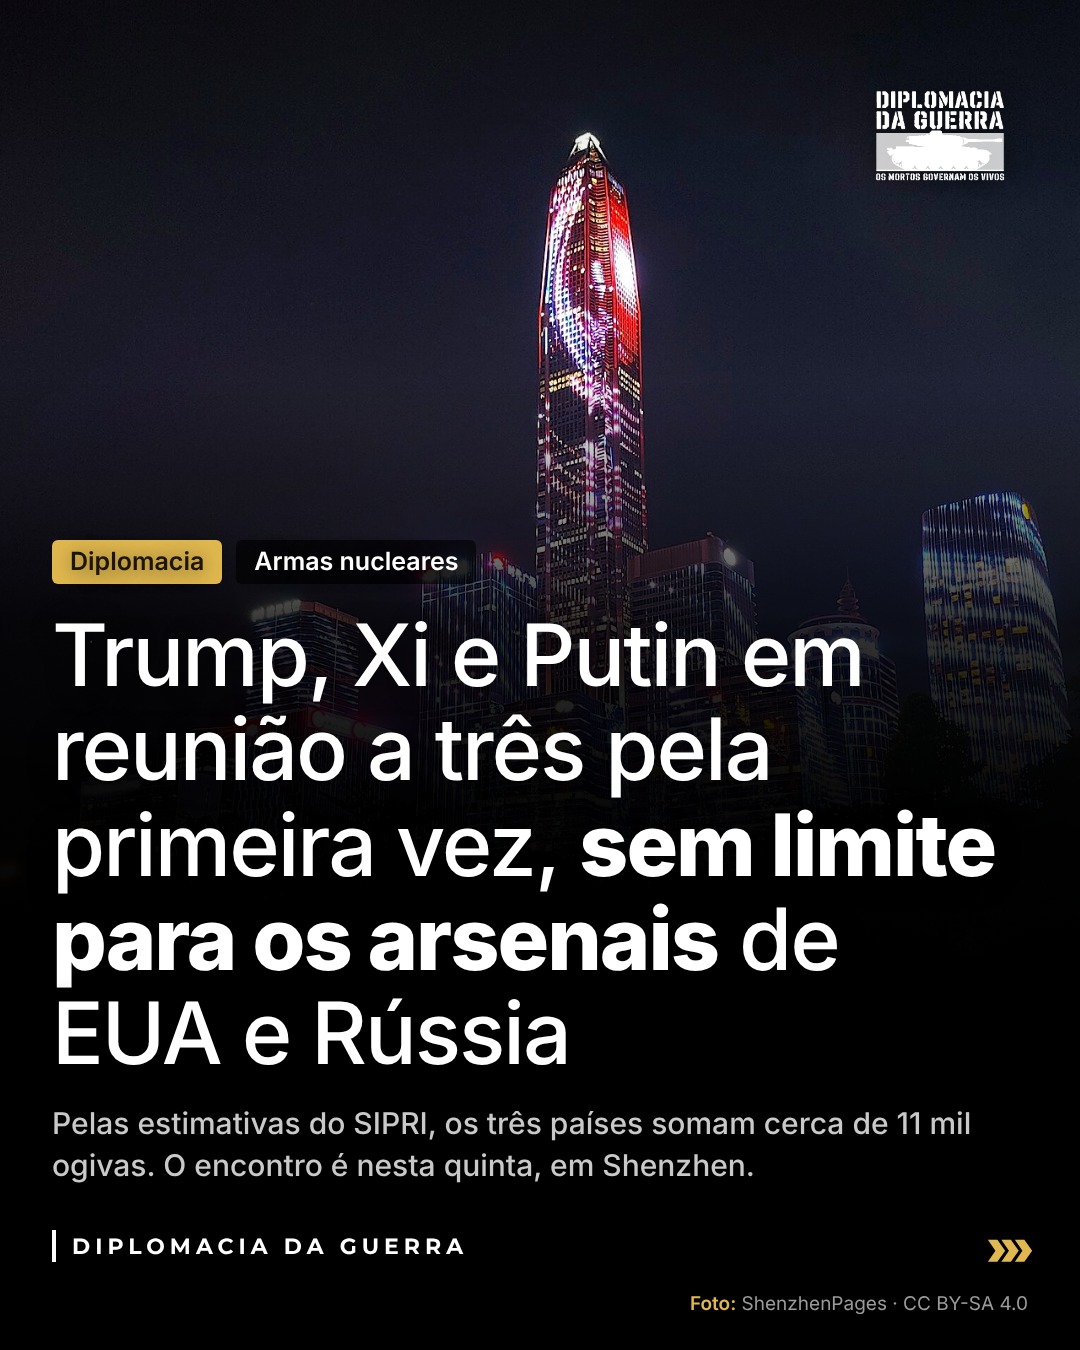 DIPLOMACIA
DA GUERRA
OS MORTOS GOVERNAM OS VIVOS
Diplomacia
Armas nucleares
Trump, Xi e Putin em
reunião a três pela
primeira vez, sem limite
para os arsenais de
EUA e Rússia
Pelas estimativas do SIPRI, os três países somam cerca de 11 mil
ogivas. O encontro é nesta quinta, em Shenzhen.
DIPLOMACIA DA GUERRA
Foto: ShenzhenPages · CC BY-SA 4.0